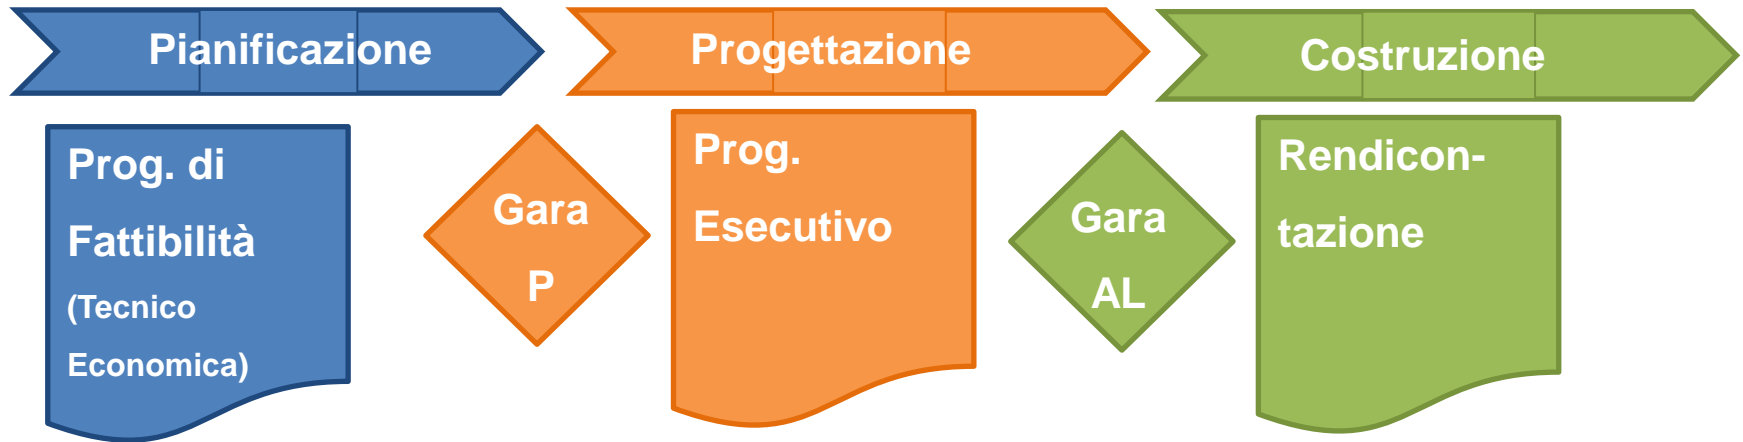 Pianificazione
Progettazione
Costruzione
Prog. di
Fattibilità
(Tecnico
Economica)
Gara
P
Prog.
Esecutivo
Gara
AL
Rendicon-
tazione